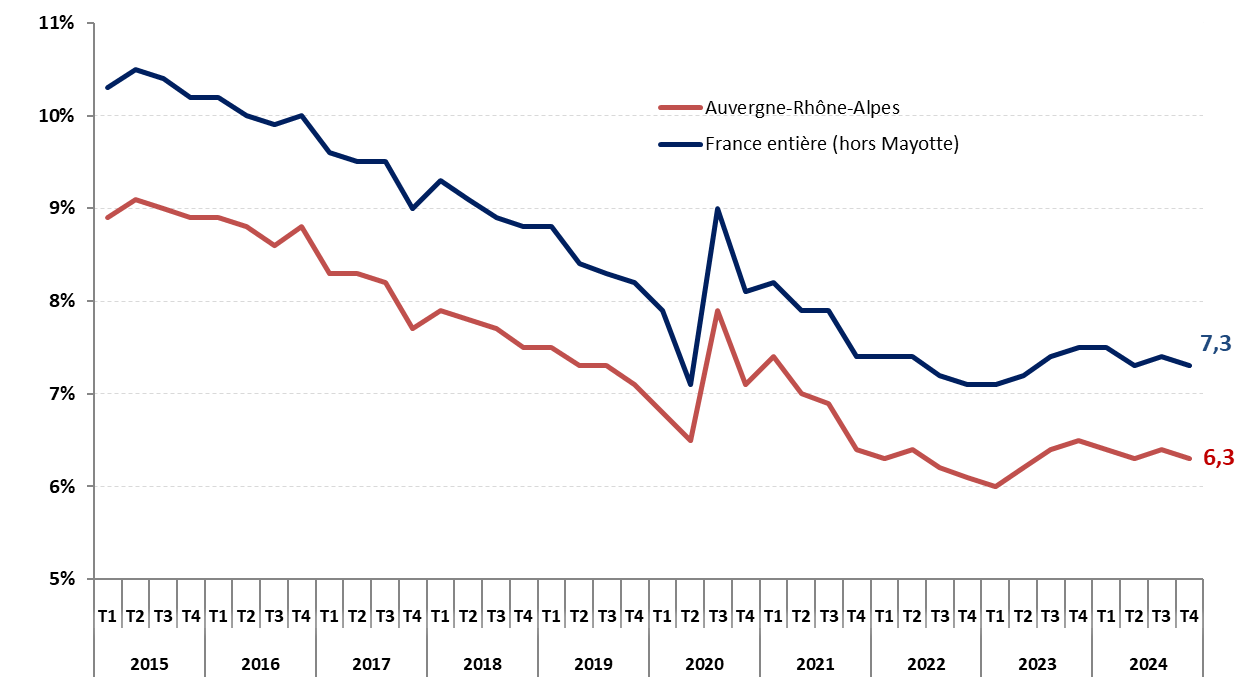 11%
10%
9%
8%
7%
6%
5%
Auvergne-Rhône-Alpes
France entière (hors Mayotte)
7,3
6,3
T1 T2 T3 T4 T1 T2 T3 T4 T1 T2 T3 T4 T1 T2 T3 T4 T1 T2 T3 T4 T1 T2 T3 T4 T1 T2 T3 T4 T1 T2 T3 T4 T1 T2 T3 T4 T1 T2 T3 T4
2015 2016 2017 2018 2019 2020 2021 2022 2023 2024